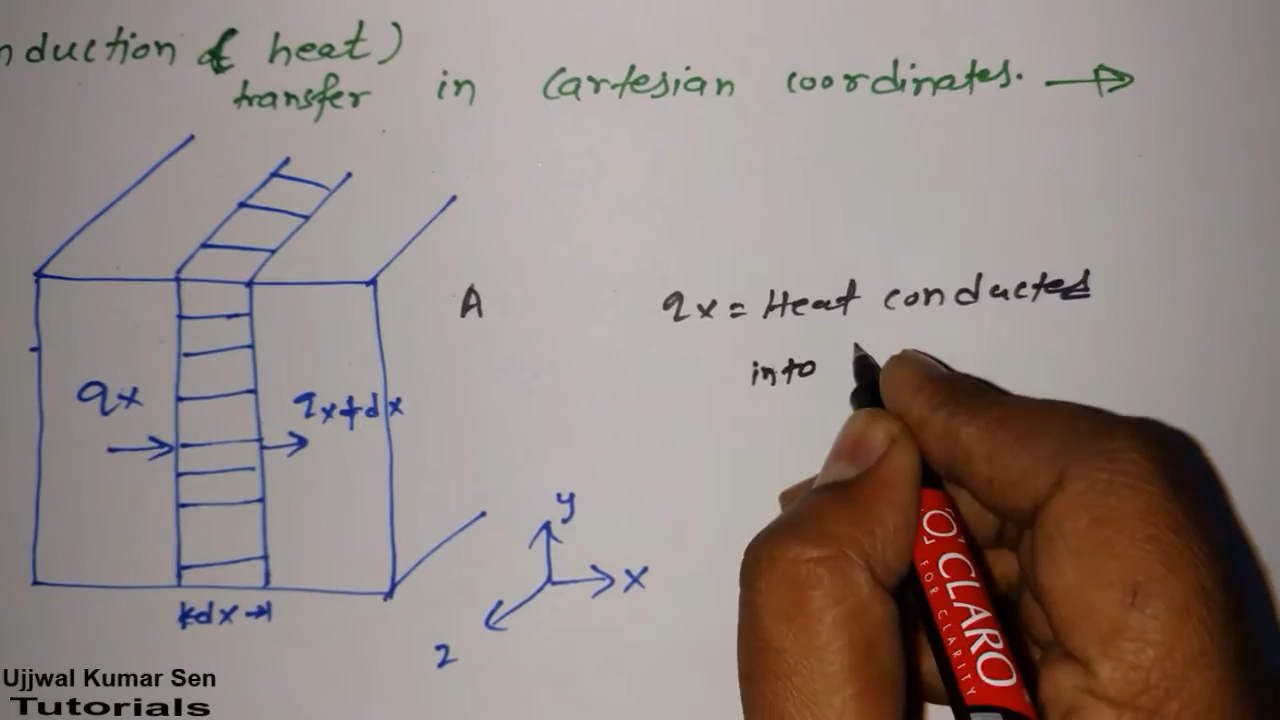 nduction & heat)
transfer in Cartesian coordinates.
A
qx = Heat conducted
into
qx
qx+dx
y
x
z
dx
CLARO
FOR CLARITY
Ujjwal Kumar Sen
Tutorials